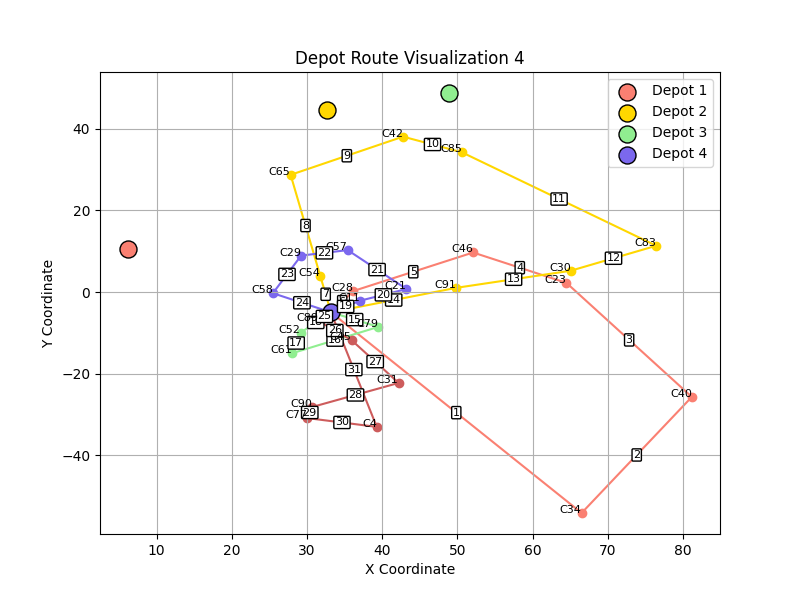 Depot Route Visualization 4
Depot 1
Depot 2
Depot 3
Depot 4
40
20
0
−20
−40
10
20
30
40
50
60
70
80
X Coordinate
Y Coordinate
C42
C85
C65
C83
C46
C30
C23
C91
C57
C29
C54
C58
C28
C21
C79
C52
C61
C31
C90
C4
C40
C34
10
9
11
8
12
22
21
5
4
13
23
7
20
24
19
25
15
26
17
27
31
28
29
30
3
1
2